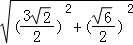 √((3√2/2)² + (√6/2)²)